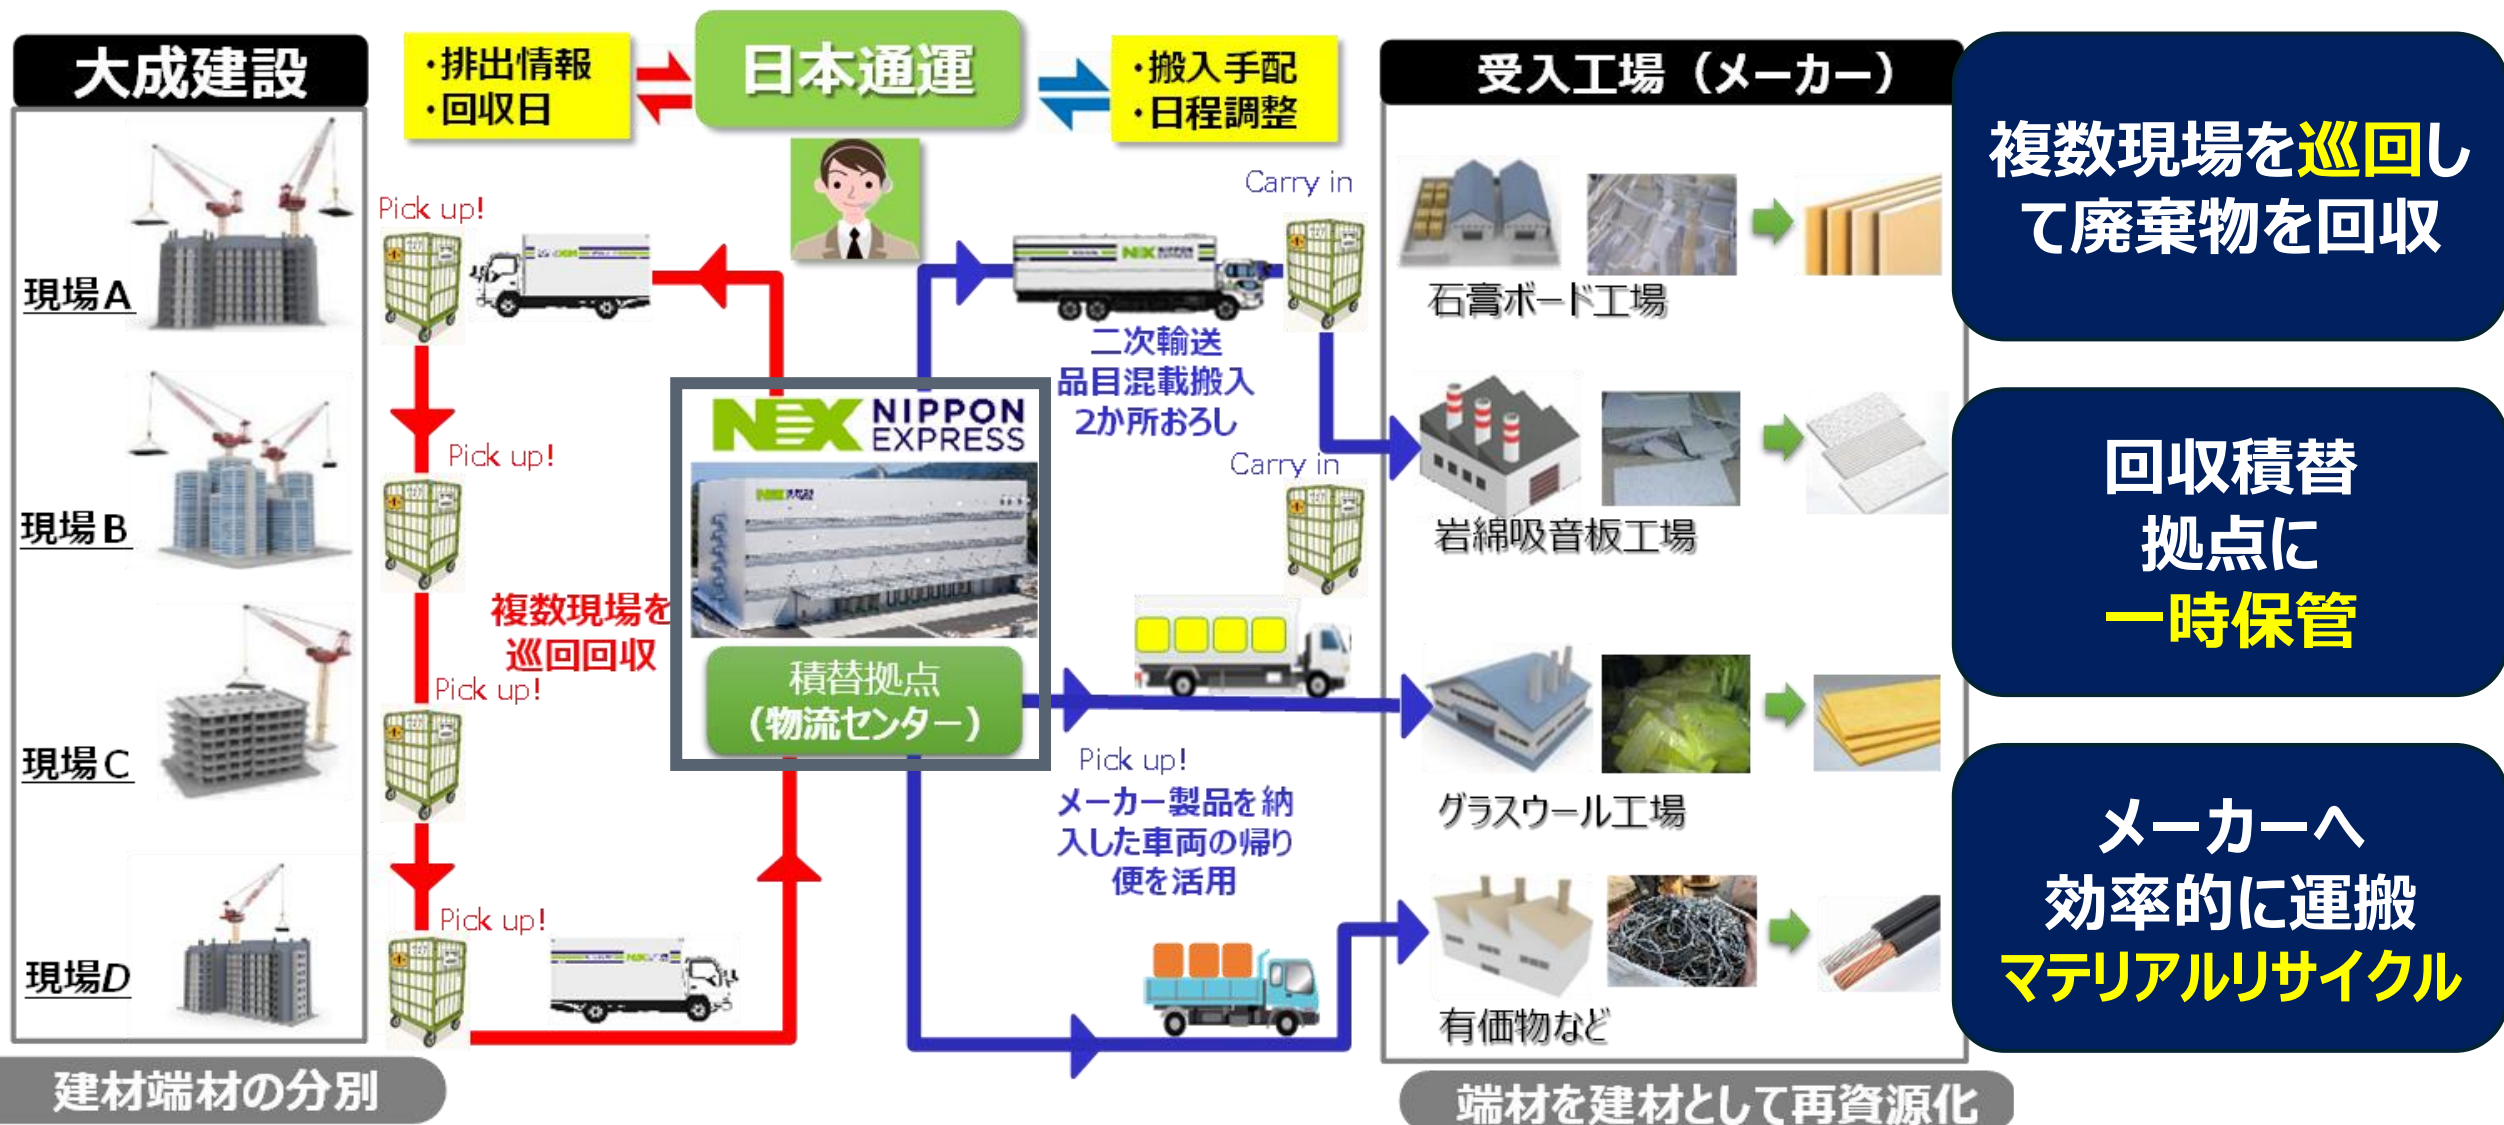 大成建設
・排出情報
・回収日
日本通運
・搬入手配
・日程調整
受入工場（メーカー）
現場A
現場B
現場C
現場D
Pick up!
Pick up!
Pick up!
Pick up!
複数現場を
巡回回収
NX NIPPON
EXPRESS
積替拠点
（物流センター）
NX NIPPON
EXPRESS
Carry in
二次輸送
品目混載搬入
2か所おろし
Carry in
Pick up!
メーカー製品を納
入した車両の帰り
便を活用
石膏ボード工場
岩綿吸音板工場
グラスウール工場
有価物など
複数現場を巡回し
て廃棄物を回収
回収積替
拠点に
一時保管
メーカーへ
効率的に運搬
マテリアルリサイクル
建材端材の分別
端材を建材として再資源化